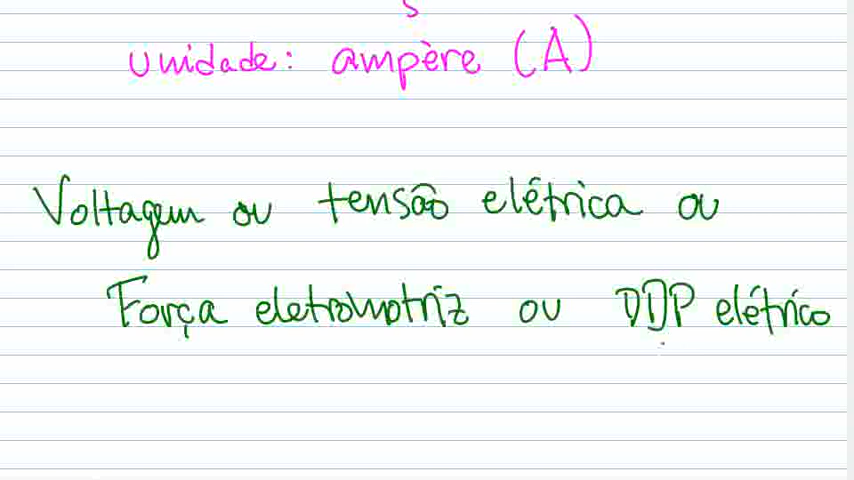 s
unidade: ampère (A)
Voltagem ou tensão elétrica ou
Força eletromotriz ou DDP elétrico